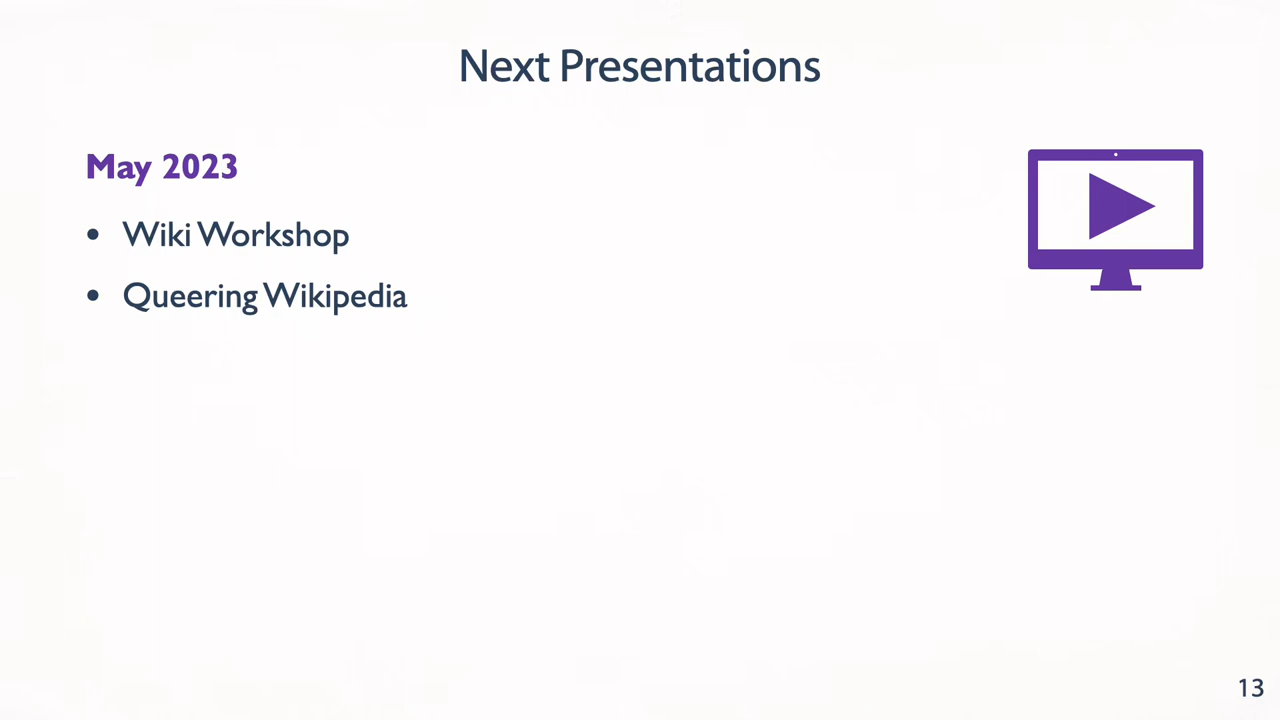 Next Presentations
May 2023
• Wiki Workshop
• Queering Wikipedia
13